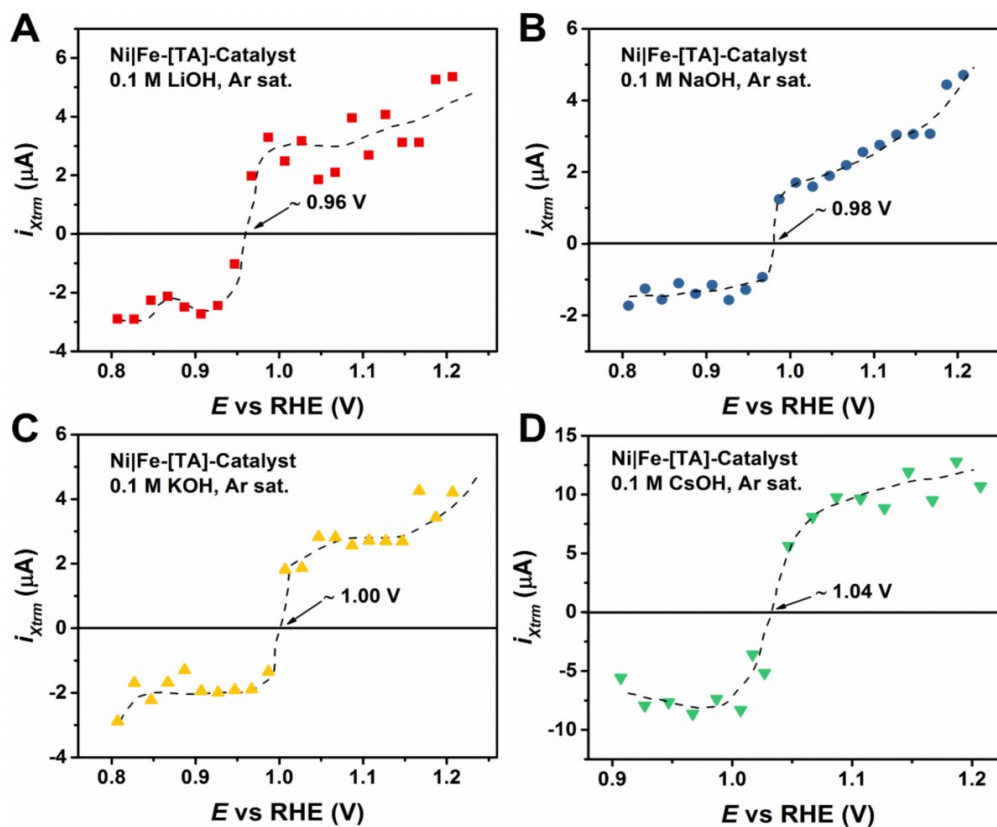 A
Ni|Fe-[TA]-Catalyst
0.1 M LiOH, Ar sat.
~ 0.96 V
6
4
2
0
-2
-4
i_Xtrm (μA)
0.8 0.9 1.0 1.1 1.2
E vs RHE (V)
B
Ni|Fe-[TA]-Catalyst
0.1 M NaOH, Ar sat.
~ 0.98 V
6
4
2
0
-2
i_Xtrm (μA)
0.8 0.9 1.0 1.1 1.2
E vs RHE (V)
C
Ni|Fe-[TA]-Catalyst
0.1 M KOH, Ar sat.
~ 1.00 V
6
4
2
0
-2
-4
i_Xtrm (μA)
0.8 0.9 1.0 1.1 1.2
E vs RHE (V)
D
Ni|Fe-[TA]-Catalyst
0.1 M CsOH, Ar sat.
~ 1.04 V
15
10
5
0
-5
-10
i_Xtrm (μA)
0.9 1.0 1.1 1.2
E vs RHE (V)